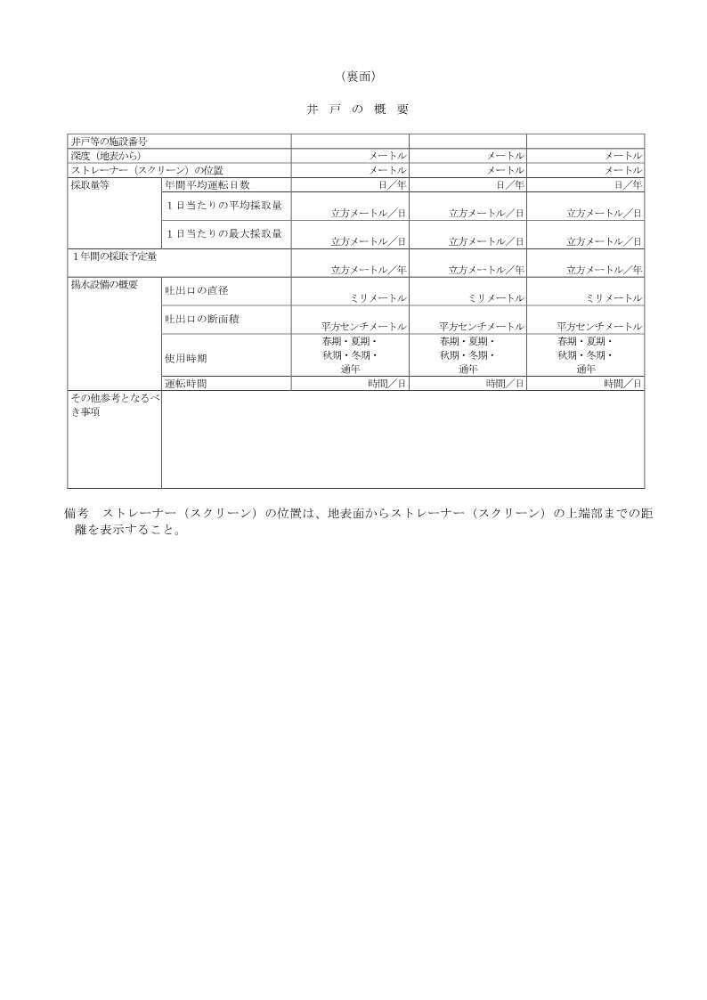 （裏面）
井　戸　の　概　要
井戸等の施設番号
深度（地表から） メートル メートル メートル
ストレーナー（スクリーン）の位置 メートル メートル メートル
採取量等 年間平均運転日数 日／年 日／年 日／年
１日当たりの平均採取量 立方メートル／日 立方メートル／日 立方メートル／日
１日当たりの最大採取量 立方メートル／日 立方メートル／日 立方メートル／日
１年間の採取予定量 立方メートル／年 立方メートル／年 立方メートル／年
揚水設備の概要 吐出口の直径 ミリメートル ミリメートル ミリメートル
吐出口の断面積 平方センチメートル 平方センチメートル 平方センチメートル
春期・夏期・ 春期・夏期・ 春期・夏期・
使用時期 秋期・冬期・ 秋期・冬期・ 秋期・冬期・
通年 通年 通年
運転時間 時間／日 時間／日 時間／日
その他参考となるべ
き事項
備考　ストレーナー（スクリーン）の位置は、地表面からストレーナー（スクリーン）の上端部までの距
離を表示すること。